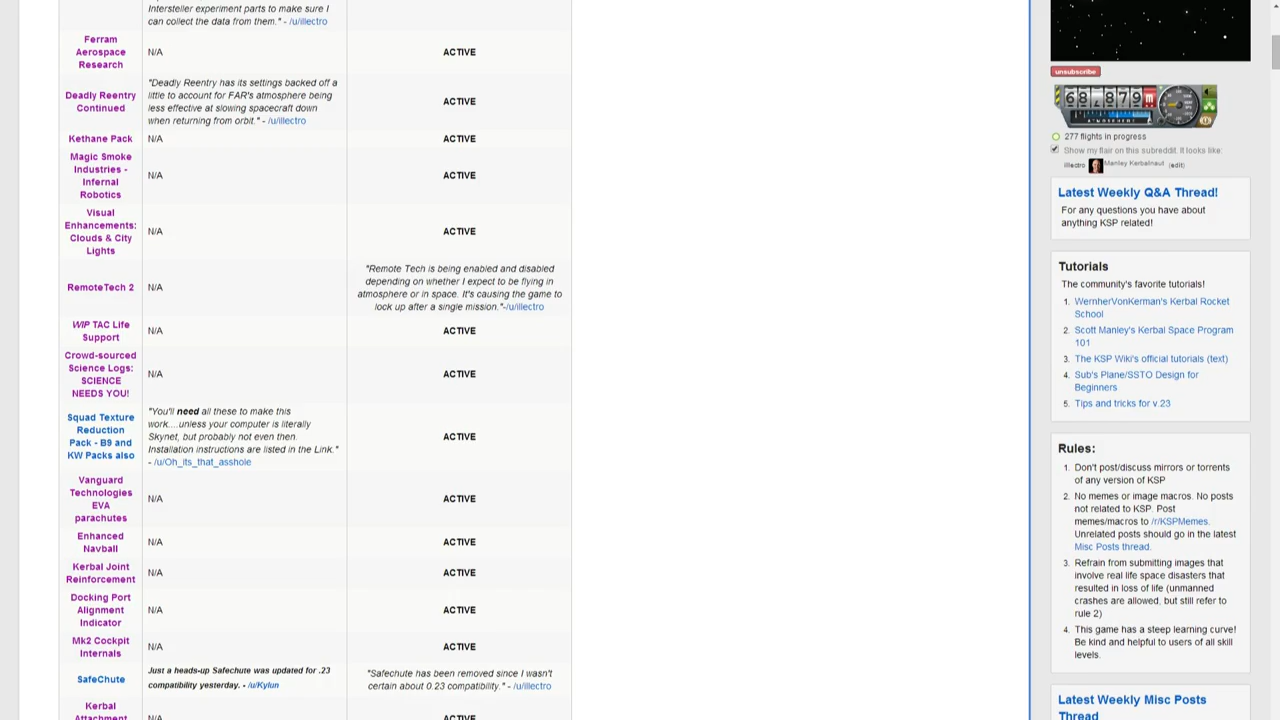 Intersteller experiment parts to make sure I
can collect the data from them." - /u/illectro
Ferram
Aerospace
Research
N/A
ACTIVE
Deadly Reentry
Continued
"Deadly Reentry has its settings backed off a
little to account for FAR's atmosphere being
less effective at slowing spacecraft down
when returning from orbit." - /u/illectro
ACTIVE
Kethane Pack
N/A
ACTIVE
Magic Smoke
Industries -
Infernal
Robotics
N/A
ACTIVE
Visual
Enhancements:
Clouds & City
Lights
N/A
ACTIVE
RemoteTech 2
N/A
"Remote Tech is being enabled and disabled
depending on whether I expect to be flying in
atmosphere or in space. It's causing the game to
lock up after a single mission."-/u/illectro
WIP TAC Life
Support
N/A
ACTIVE
Crowd-sourced
Science Logs:
SCIENCE
NEEDS YOU!
N/A
ACTIVE
Squad Texture
Reduction
Pack - B9 and
KW Packs also
"You'll need all these to make this
work....unless your computer is literally
Skynet, but probably not even then.
Installation instructions are listed in the Link."
- /u/Oh_its_that_asshole
ACTIVE
Vanguard
Technologies
EVA
parachutes
N/A
ACTIVE
Enhanced
Navball
N/A
ACTIVE
Kerbal Joint
Reinforcement
N/A
ACTIVE
Docking Port
Alignment
Indicator
N/A
ACTIVE
Mk2 Cockpit
Internals
N/A
ACTIVE
SafeChute
Just a heads-up Safechute was updated for .23
compatibility yesterday. - /u/Kylun
"Safechute has been removed since I wasn't
certain about 0.23 compatibility." - /u/illectro
Kerbal
Attachment
N/A
ACTIVE
unsubscribe
ATMOSPHERE
277 flights in progress
Show my flair on this subreddit. It looks like:
illectro Manley Kerbalnaut (edit)
Latest Weekly Q&A Thread!
For any questions you have about
anything KSP related!
Tutorials
The community's favorite tutorials!
1. WernherVonKerman's Kerbal Rocket
School
2. Scott Manley's Kerbal Space Program
101
3. The KSP Wiki's official tutorials (text)
4. Sub's Plane/SSTO Design for
Beginners
5. Tips and tricks for v.23
Rules:
1. Don't post/discuss mirrors or torrents
of any version of KSP
2. No memes or image macros. No posts
not related to KSP. Post
memes/macros to /r/KSPMemes.
Unrelated posts should go in the latest
Misc Posts thread.
3. Refrain from submitting images that
involve real life space disasters that
resulted in loss of life (unmanned
crashes are allowed, but still refer to
rule 2)
4. This game has a steep learning curve!
Be kind and helpful to users of all skill
levels.
Latest Weekly Misc Posts
Thread